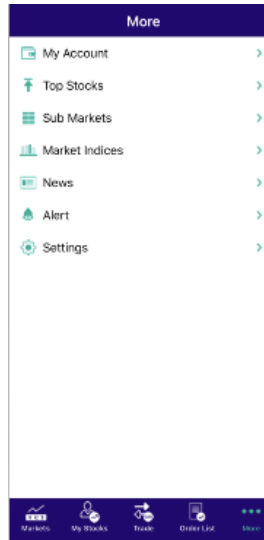 More
My Account
Top Stocks
Sub Markets
Market Indices
News
Alert
Settings
Markets My Stocks Trade Order List More